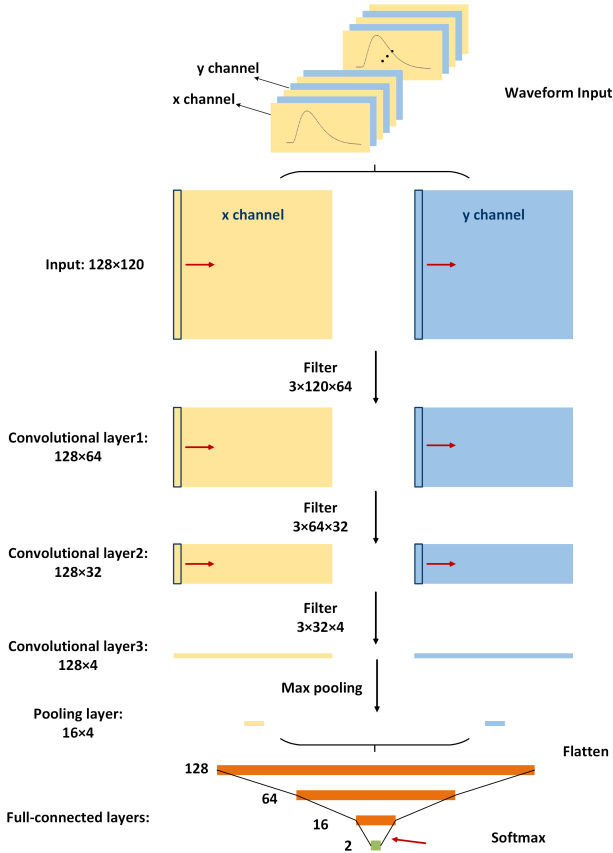 y channel
x channel
Waveform Input
x channel
y channel
Input: 128×120
Filter
3×120×64
Convolutional layer1:
128×64
Filter
3×64×32
Convolutional layer2:
128×32
Filter
3×32×4
Convolutional layer3:
128×4
Max pooling
Pooling layer:
16×4
Flatten
128
64
Full-connected layers:
16
Softmax
2